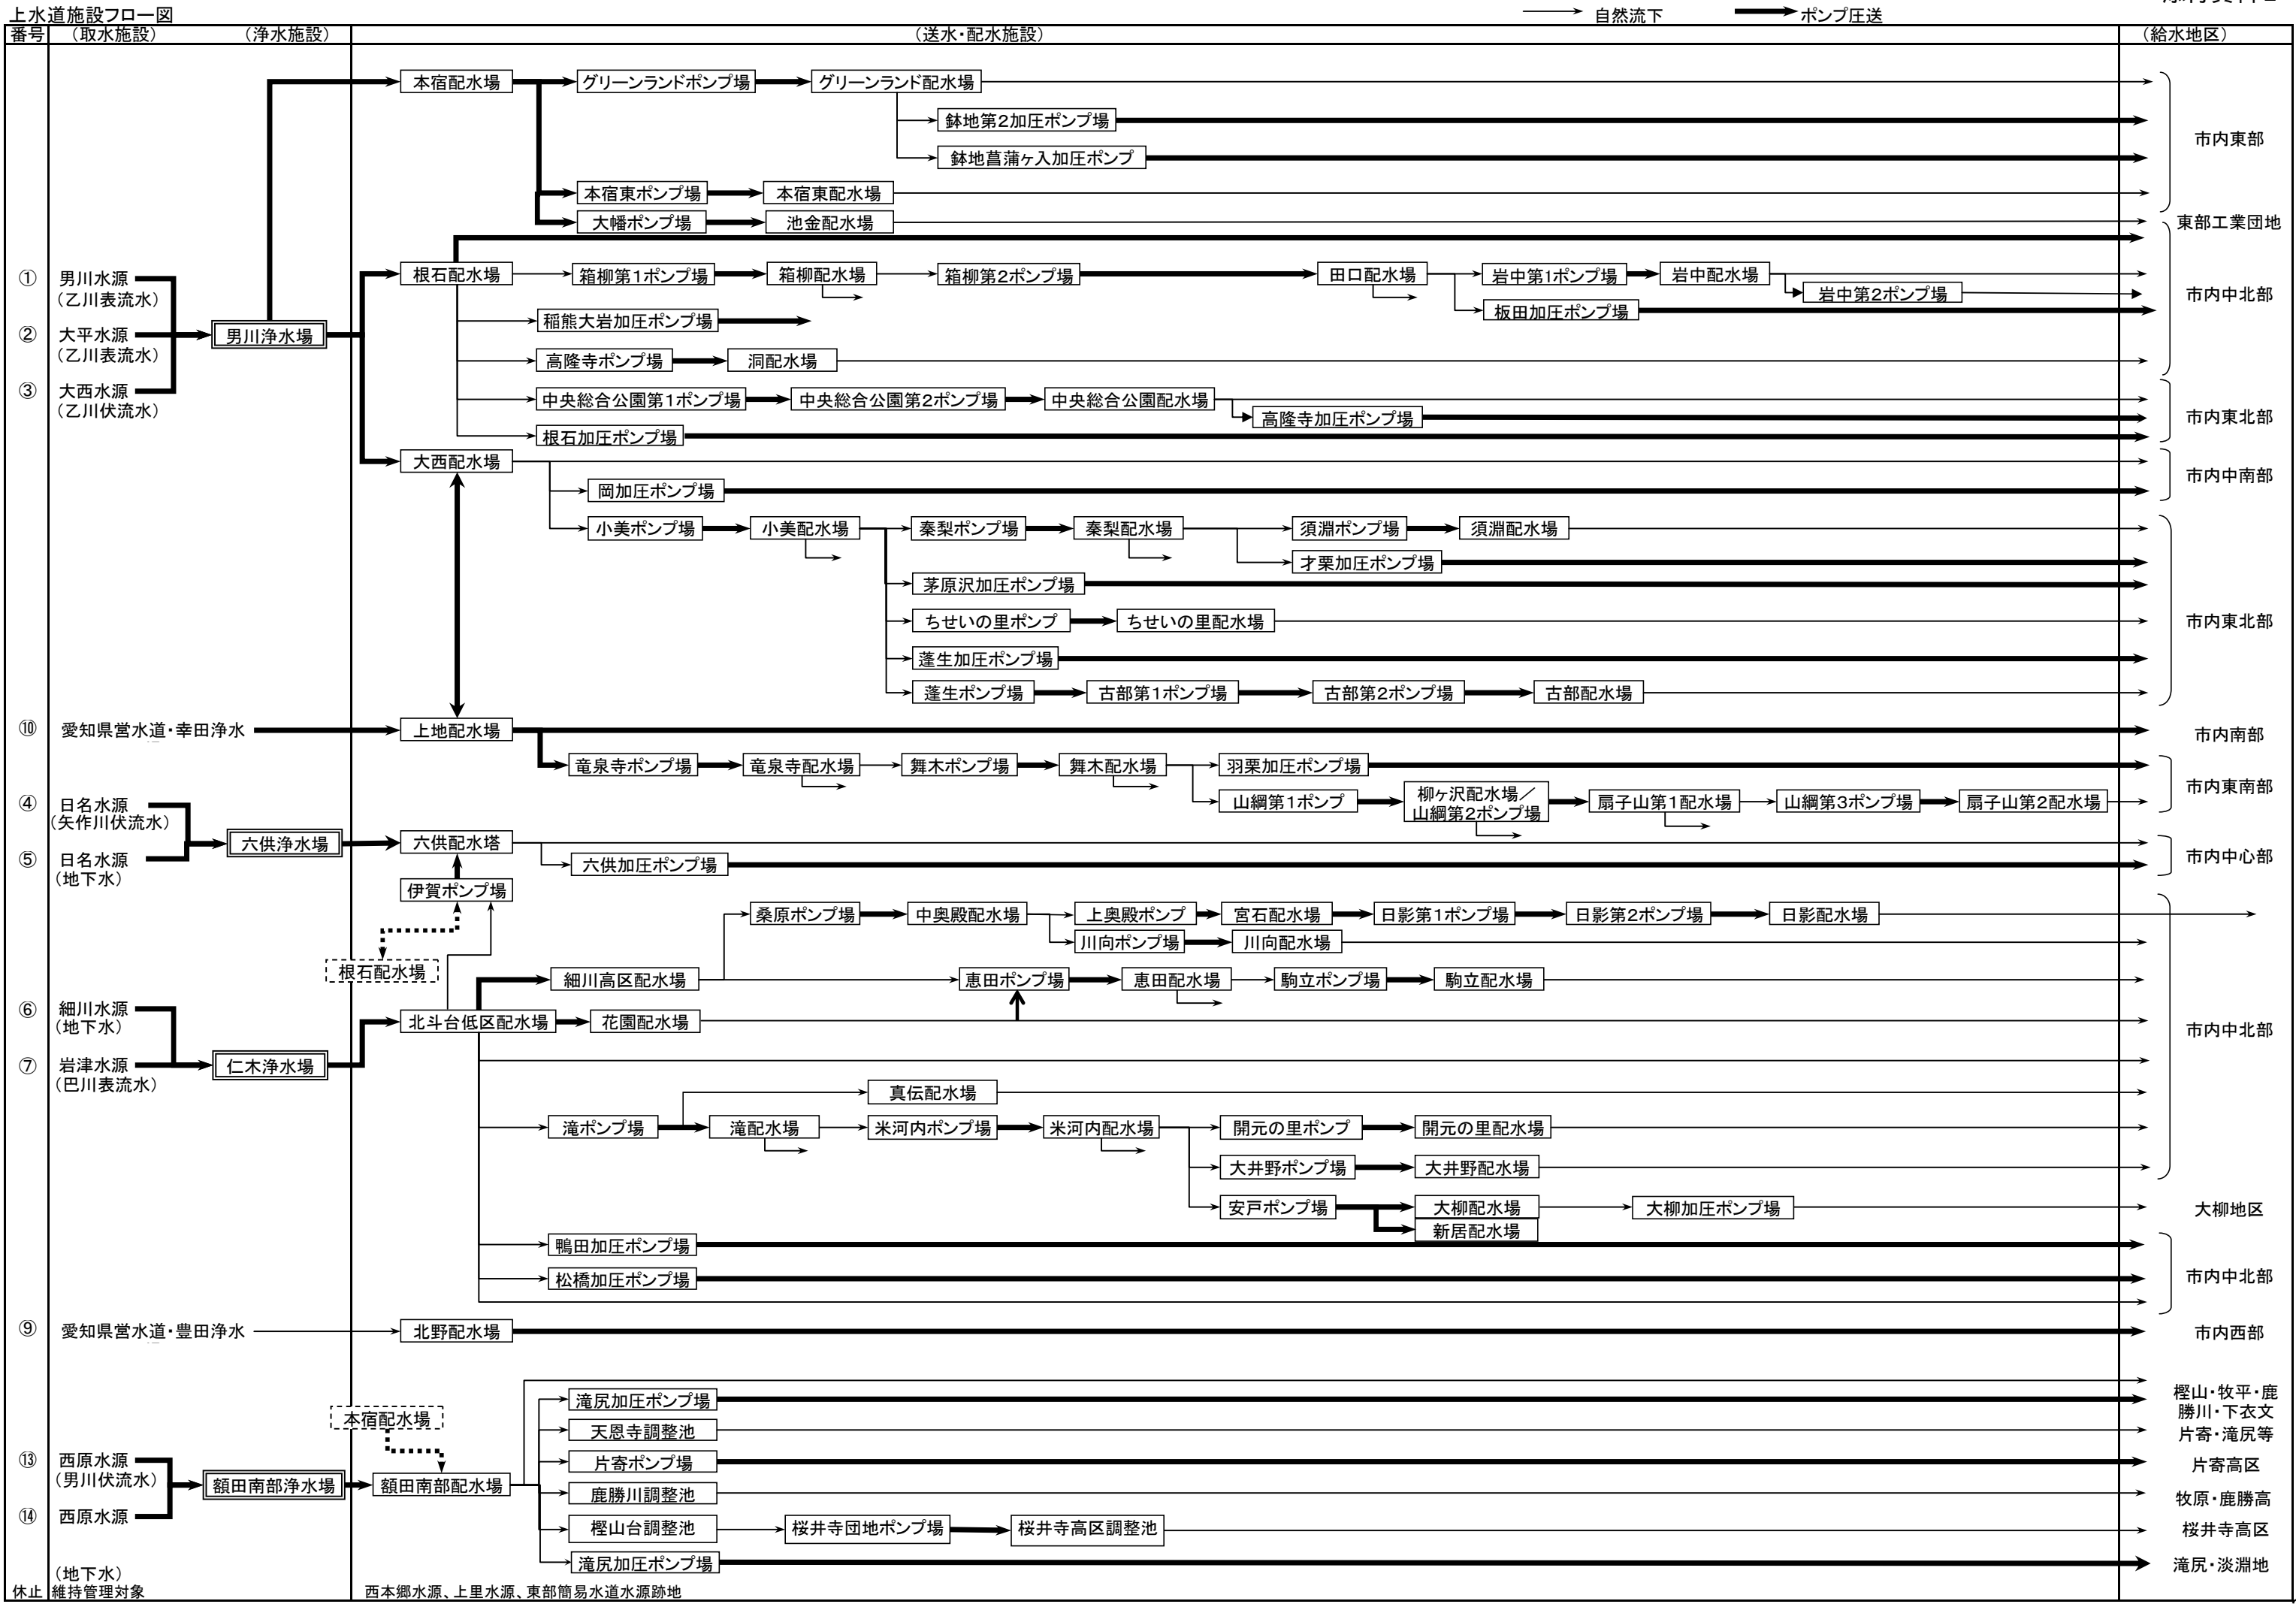 上水道施設フロー図
自然流下
ポンプ圧送
番号
（取水施設）
（浄水施設）
（送水・配水施設）
（給水地区）
本宿配水場
グリーンランドポンプ場
グリーンランド配水場
鉢地第2加圧ポンプ場
鉢地菖蒲ヶ入加圧ポンプ
市内東部
本宿東ポンプ場
本宿東配水場
大幡ポンプ場
池金配水場
東部工業団地
①
男川水源
（乙川表流水）
②
大平水源
（乙川表流水）
③
大西水源
（乙川伏流水）
男川浄水場
根石配水場
箱柳第1ポンプ場
箱柳配水場
箱柳第2ポンプ場
田口配水場
岩中第1ポンプ場
岩中配水場
岩中第2ポンプ場
板田加圧ポンプ場
市内中北部
稲熊大岩加圧ポンプ場
高隆寺ポンプ場
洞配水場
中央総合公園第1ポンプ場
中央総合公園第2ポンプ場
中央総合公園配水場
高隆寺加圧ポンプ場
根石加圧ポンプ場
市内東北部
大西配水場
岡加圧ポンプ場
市内中南部
小美ポンプ場
小美配水場
秦梨ポンプ場
秦梨配水場
須淵ポンプ場
須淵配水場
才栗加圧ポンプ場
茅原沢加圧ポンプ場
ちせいの里ポンプ
ちせいの里配水場
市内東北部
蓬生加圧ポンプ場
蓬生ポンプ場
古部第1ポンプ場
古部第2ポンプ場
古部配水場
⑩
愛知県営水道・幸田浄水
上地配水場
市内南部
竜泉寺ポンプ場
竜泉寺配水場
舞木ポンプ場
舞木配水場
羽栗加圧ポンプ場
山綱第1ポンプ
柳ヶ沢配水場／
山綱第2ポンプ場
扇子山第1配水場
山綱第3ポンプ場
扇子山第2配水場
市内東南部
④
日名水源
（矢作川伏流水）
⑤
日名水源
（地下水）
六供浄水場
六供配水塔
六供加圧ポンプ場
市内中心部
伊賀ポンプ場
根石配水場
桑原ポンプ場
中奥殿配水場
上奥殿ポンプ
宮石配水場
日影第1ポンプ場
日影第2ポンプ場
日影配水場
川向ポンプ場
川向配水場
細川高区配水場
恵田ポンプ場
恵田配水場
駒立ポンプ場
駒立配水場
⑥
細川水源
（地下水）
⑦
岩津水源
（巴川表流水）
仁木浄水場
北斗台低区配水場
花園配水場
市内中北部
真伝配水場
滝ポンプ場
滝配水場
米河内ポンプ場
米河内配水場
開元の里ポンプ
開元の里配水場
大井野ポンプ場
大井野配水場
安戸ポンプ場
大柳配水場
大柳加圧ポンプ場
新居配水場
大柳地区
鴨田加圧ポンプ場
松橋加圧ポンプ場
市内中北部
⑨
愛知県営水道・豊田浄水
北野配水場
市内西部
本宿配水場
滝尻加圧ポンプ場
樫山・牧平・鹿
勝川・下衣文
天恩寺調整池
片寄・滝尻等
⑬
西原水源
（男川伏流水）
⑭
西原水源
（地下水）
額田南部浄水場
額田南部配水場
片寄ポンプ場
片寄高区
鹿勝川調整池
牧原・鹿勝高
樫山台調整池
桜井寺団地ポンプ場
桜井寺高区調整池
桜井寺高区
滝尻加圧ポンプ場
滝尻・淡淵地
休止
維持管理対象
西本郷水源、上里水源、東部簡易水道水源跡地